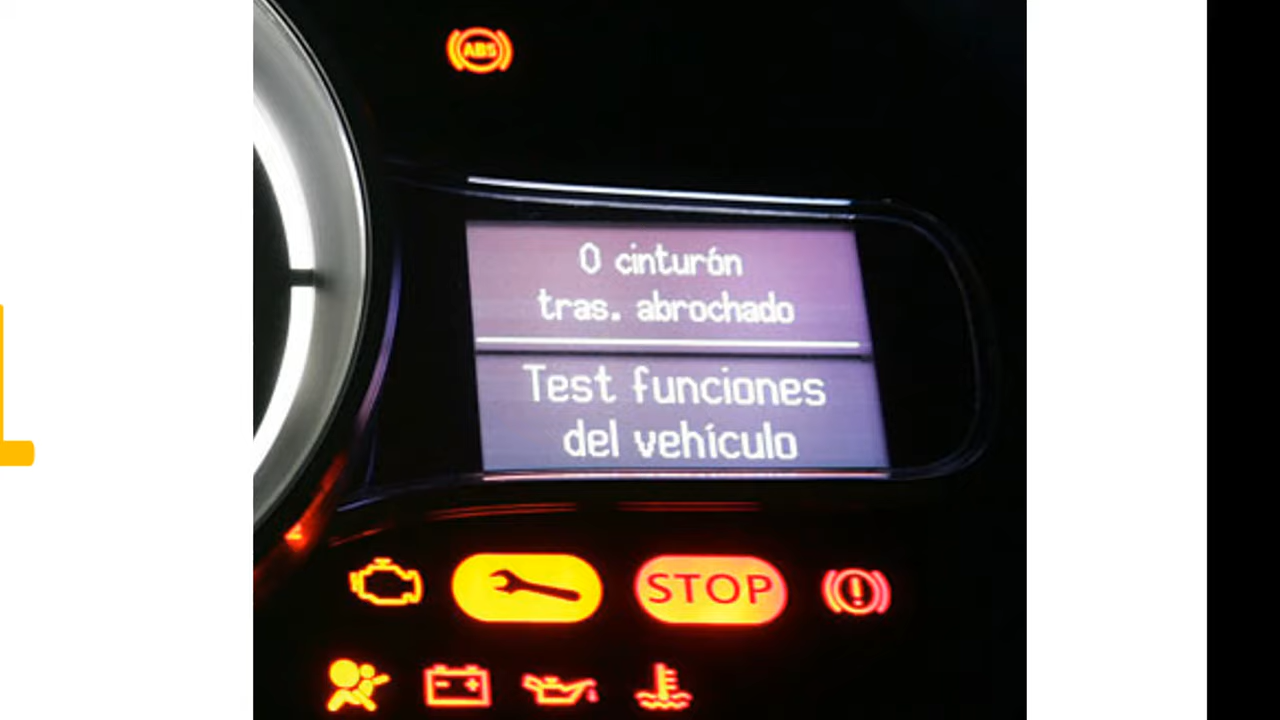 ABS
0 cinturón
tras. abrochado
Test funciones
del vehículo
STOP